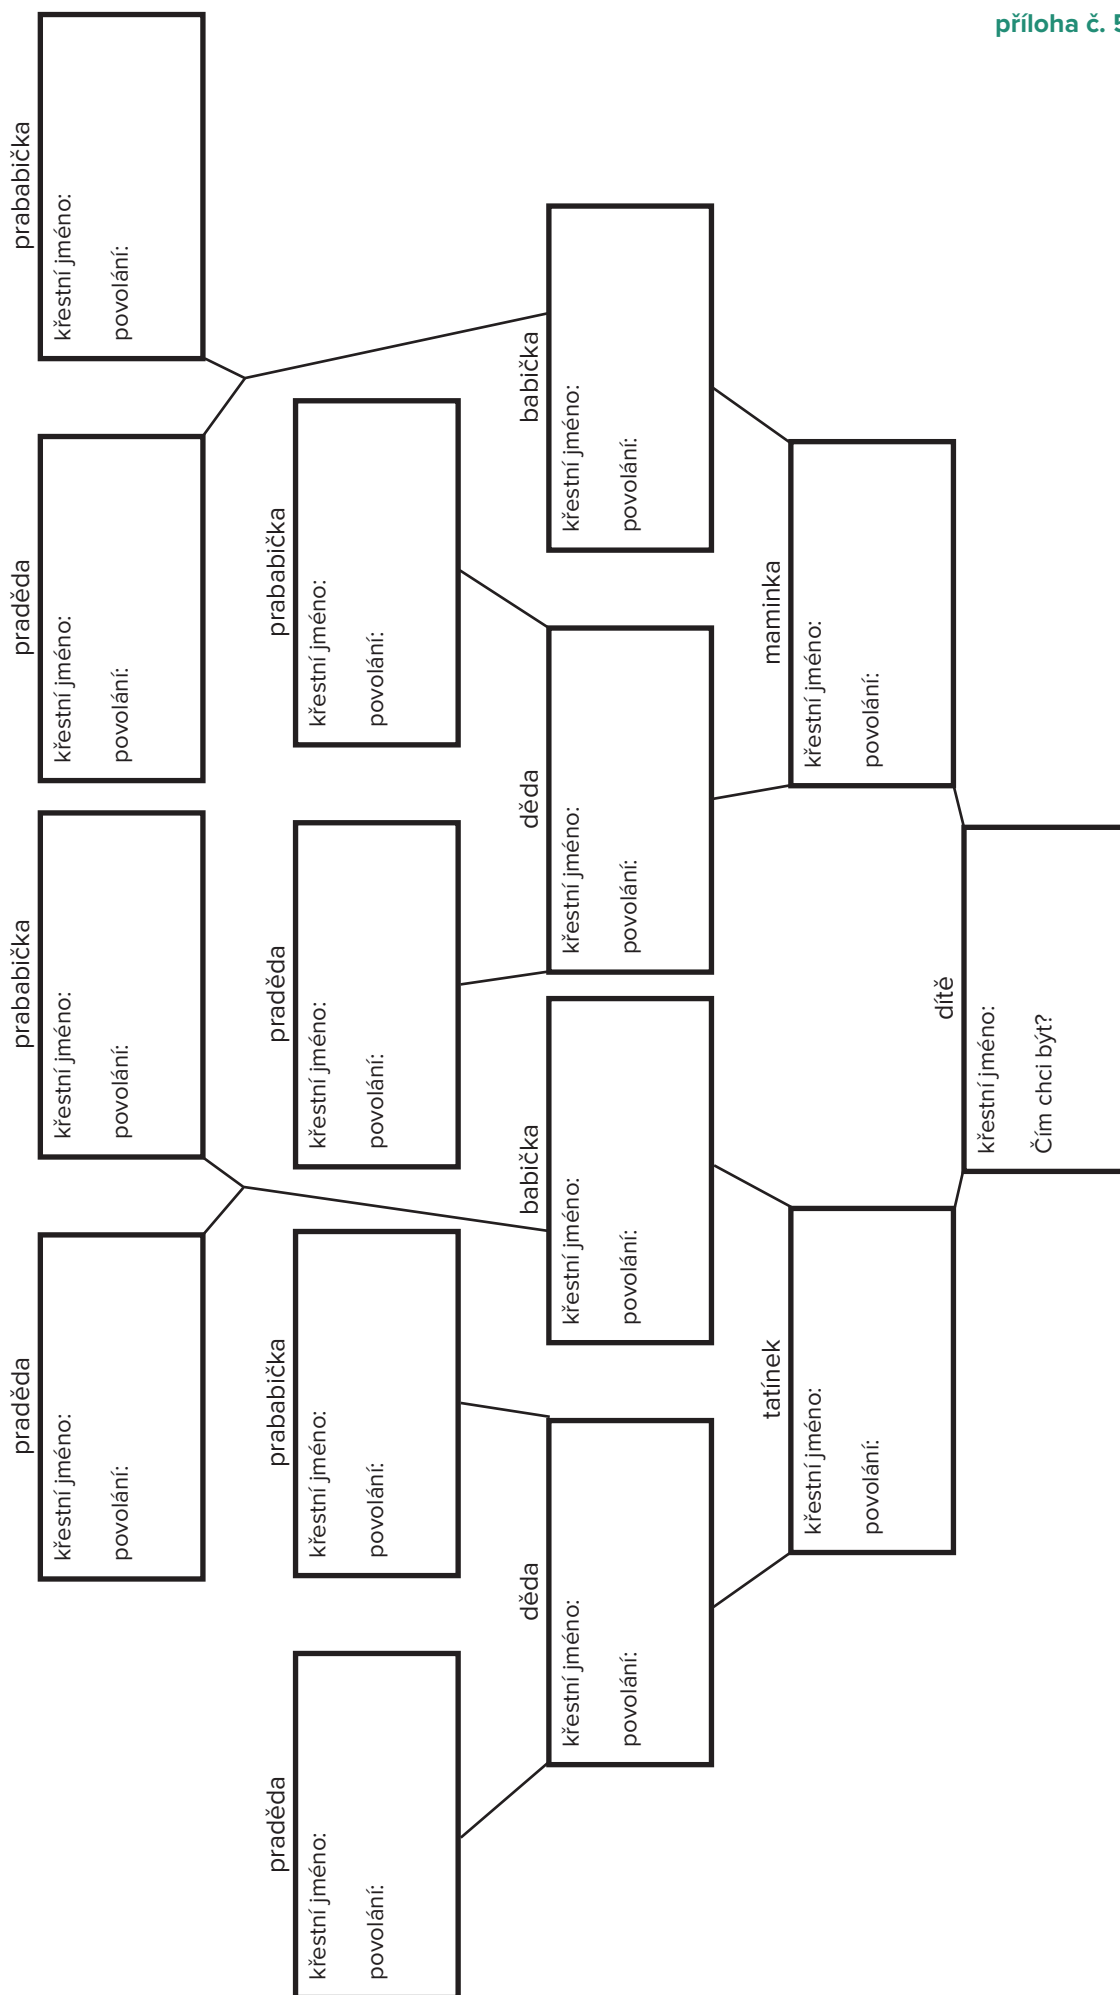 příloha č. 5
praděda
křestní jméno:
povolání:
prababička
křestní jméno:
povolání:
praděda
křestní jméno:
povolání:
prababička
křestní jméno:
povolání:
praděda
křestní jméno:
povolání:
prababička
křestní jméno:
povolání:
praděda
křestní jméno:
povolání:
prababička
křestní jméno:
povolání:
děda
křestní jméno:
povolání:
babička
křestní jméno:
povolání:
děda
křestní jméno:
povolání:
babička
křestní jméno:
povolání:
tatínek
křestní jméno:
povolání:
maminka
křestní jméno:
povolání:
dítě
křestní jméno:
Čím chci být?